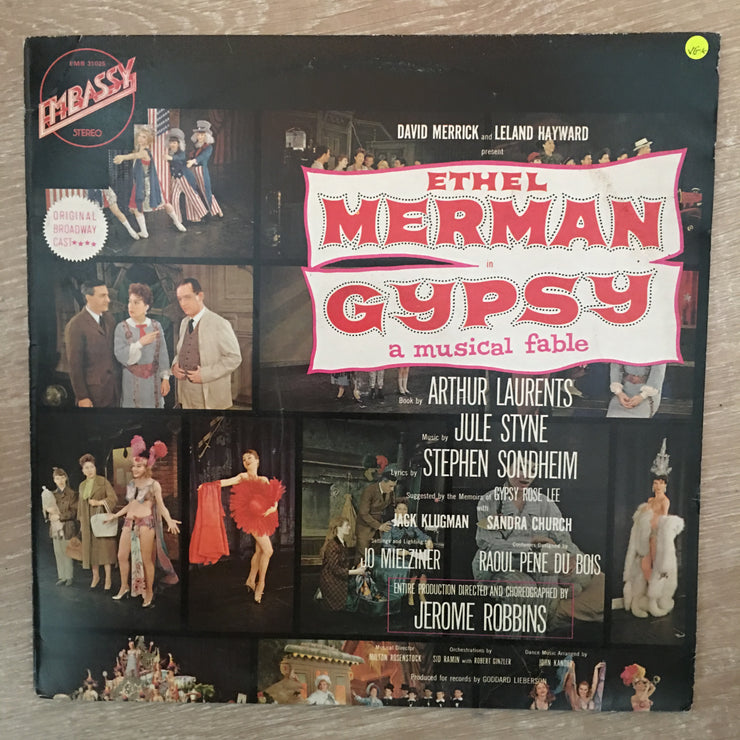 EMB 31025
EMBASSY
STEREO
ORIGINAL
BROADWAY
CAST★★★★
DAVID MERRICK and LELAND HAYWARD
present
ETHEL
MERMAN
in
GYPSY
a musical fable
Book by ARTHUR LAURENTS
Music by JULE STYNE
Lyrics by STEPHEN SONDHEIM
Suggested by the Memoirs of GYPSY ROSE LEE
with
JACK KLUGMAN SANDRA CHURCH
Settings and Lighting by
JO MIELZINER
Costumes Designed by
RAOUL PENE DU BOIS
ENTIRE PRODUCTION DIRECTED AND CHOREOGRAPHED BY
JEROME ROBBINS
Musical Director
MILTON ROSENSTOCK
Orchestrations by
SID RAMIN with ROBERT GINZLER
Dance Music Arranged by
JOHN KANDER
Produced for records by GODDARD LIEBERSON